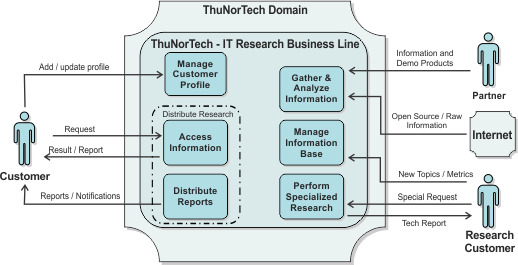 ThuNorTech Domain
ThuNorTech - IT Research Business Line
Add / update profile
Manage
Customer
Profile
Gather &
Analyze
Information
Information and
Demo Products
Partner
Distribute Research
Request
Access
Information
Result / Report
Customer
Manage
Information
Base
Open Source / Raw
Information
Internet
Reports / Notifications
Distribute
Reports
Perform
Specialized
Research
New Topics / Metrics
Special Request
Tech Report
Research
Customer